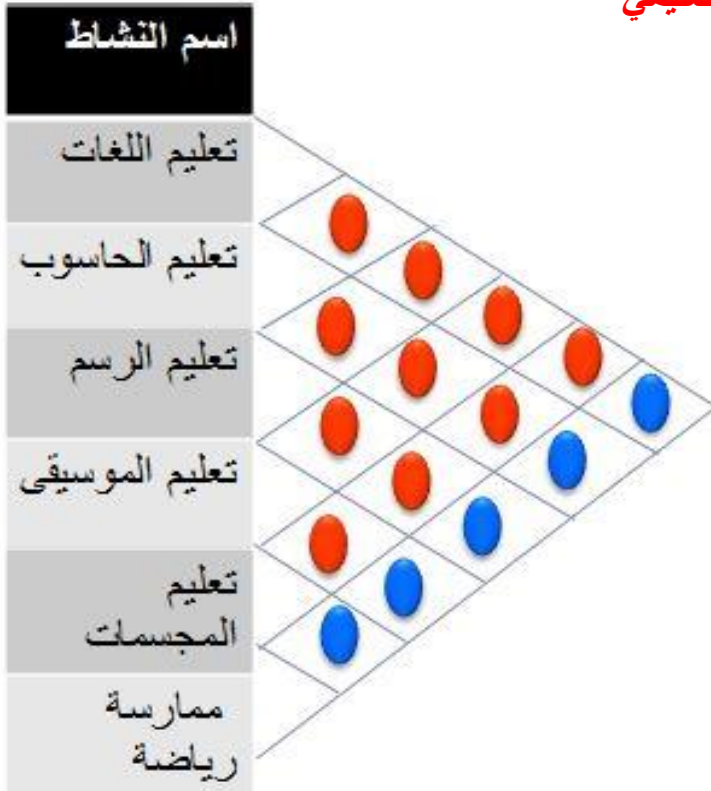 اسم النشاط
تعليم اللغات
تعليم الحاسوب
تعليم الرسم
تعليم الموسيقى
تعليم
المجسمات
ممارسة
رياضة